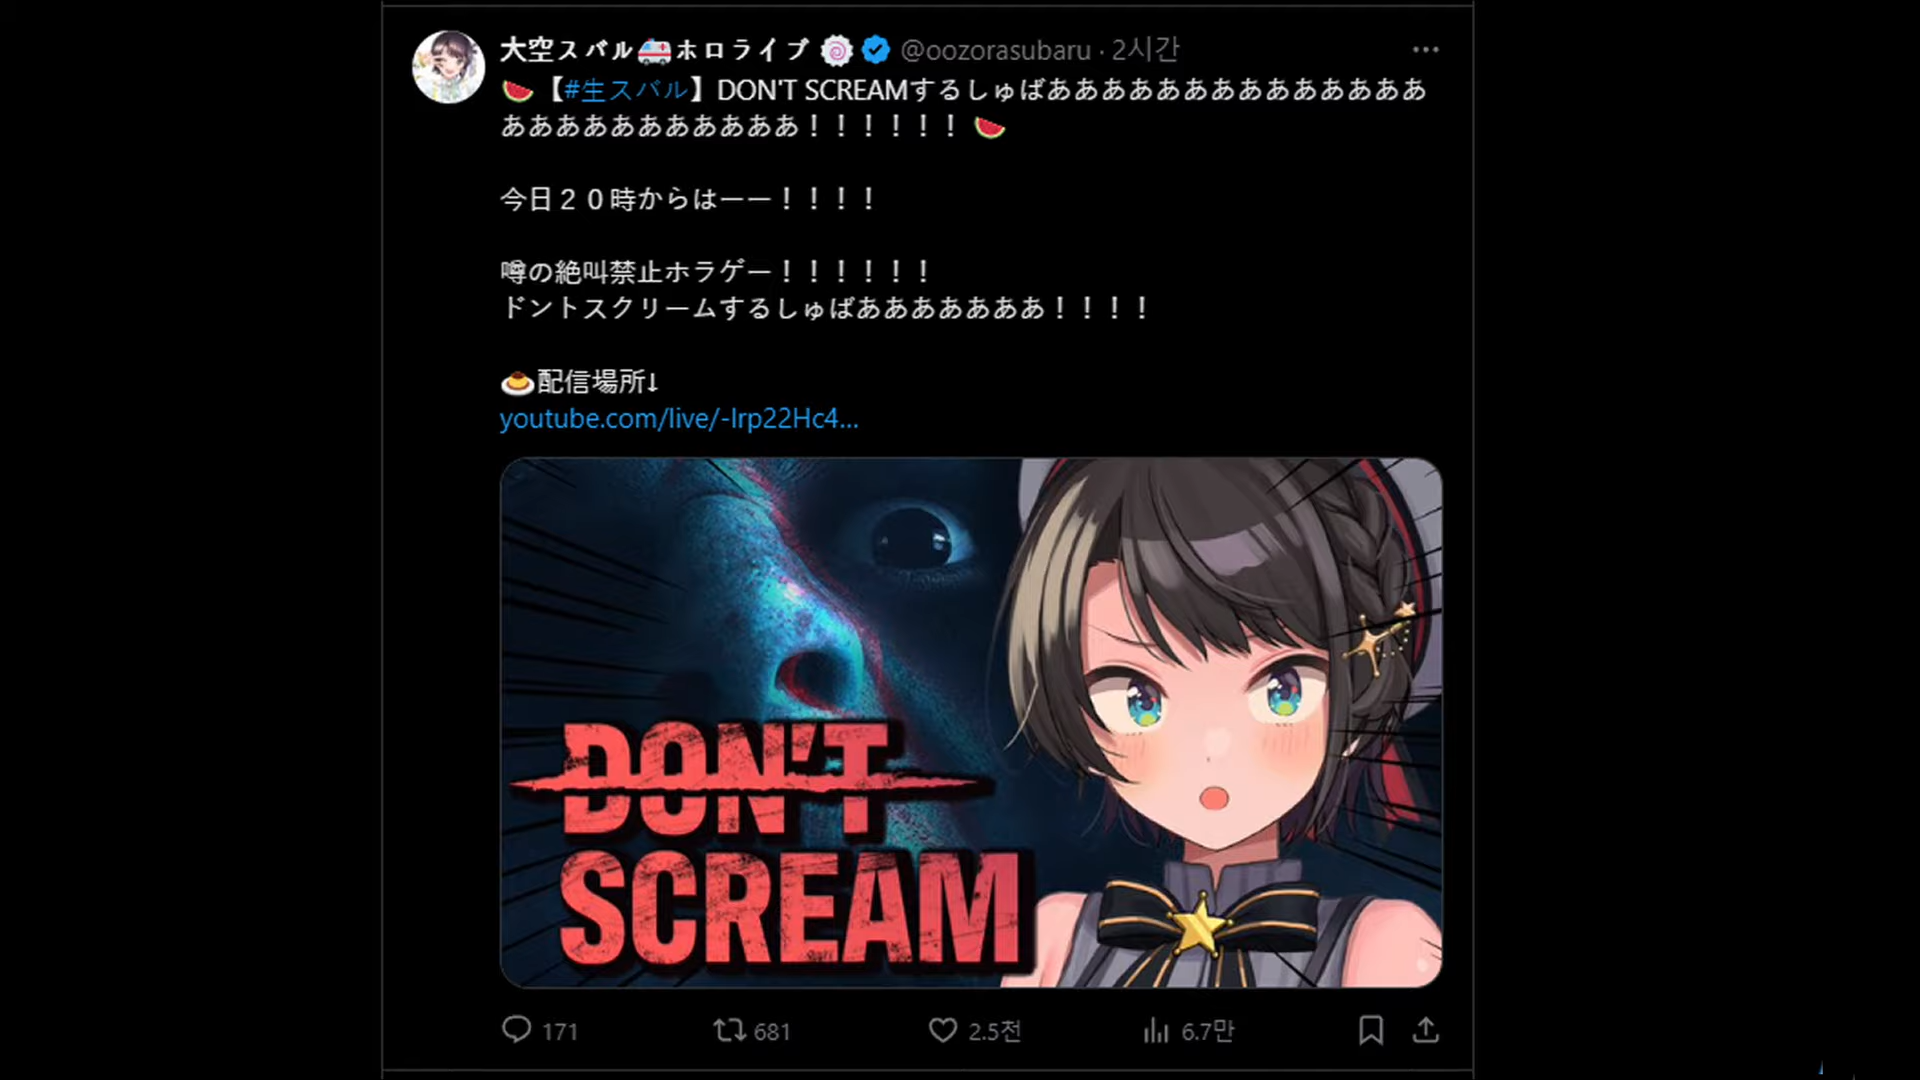 大空スバル🚑ホロライブ @oozorasubaru · 2시간
🍉【#生スバル】DON'T SCREAMするしゅばああああああああああああああ
あああああああああああ！！！！！！🍉
今日２０時からはーー！！！！
噂の絶叫禁止ホラゲー！！！！！！
ドントスクリームするしゅばあああああああ！！！！
🍮配信場所↓
youtube.com/live/-Irp22Hc4…
DON'T
SCREAM
171 681 2.5천 6.7만